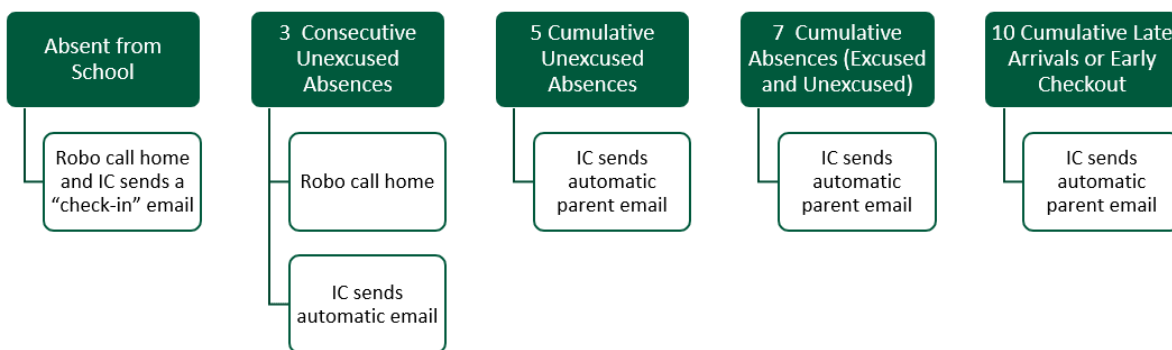 Absent from
School
Robo call home
and IC sends a
“check-in” email
3  Consecutive
Unexcused
Absences
Robo call home
IC sends
automatic email
5 Cumulative
Unexcused
Absences
IC sends
automatic
parent email
7  Cumulative
Absences (Excused
and Unexcused)
IC sends
automatic
parent email
10 Cumulative Late
Arrivals or Early
Checkout
IC sends
automatic
parent email